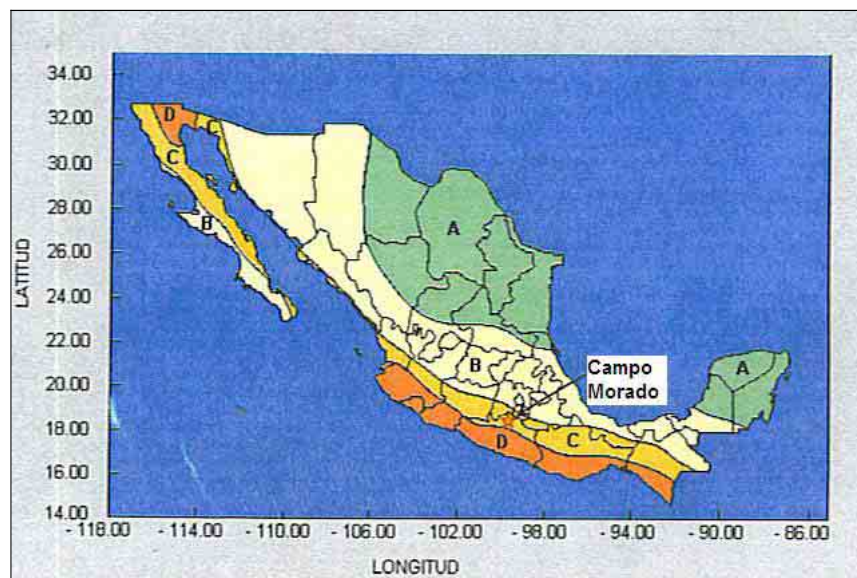 34.00
32.00
30.00
28.00
26.00
24.00
22.00
20.00
18.00
16.00
14.00
LATITUD
D
C
C
B
A
B
A
Campo
Morado
C
D
- 118.00 - 114.00 - 110.00 - 106.00 - 102.00 - 98.00 - 94.00 - 90.00 - 86.00
LONGITUD